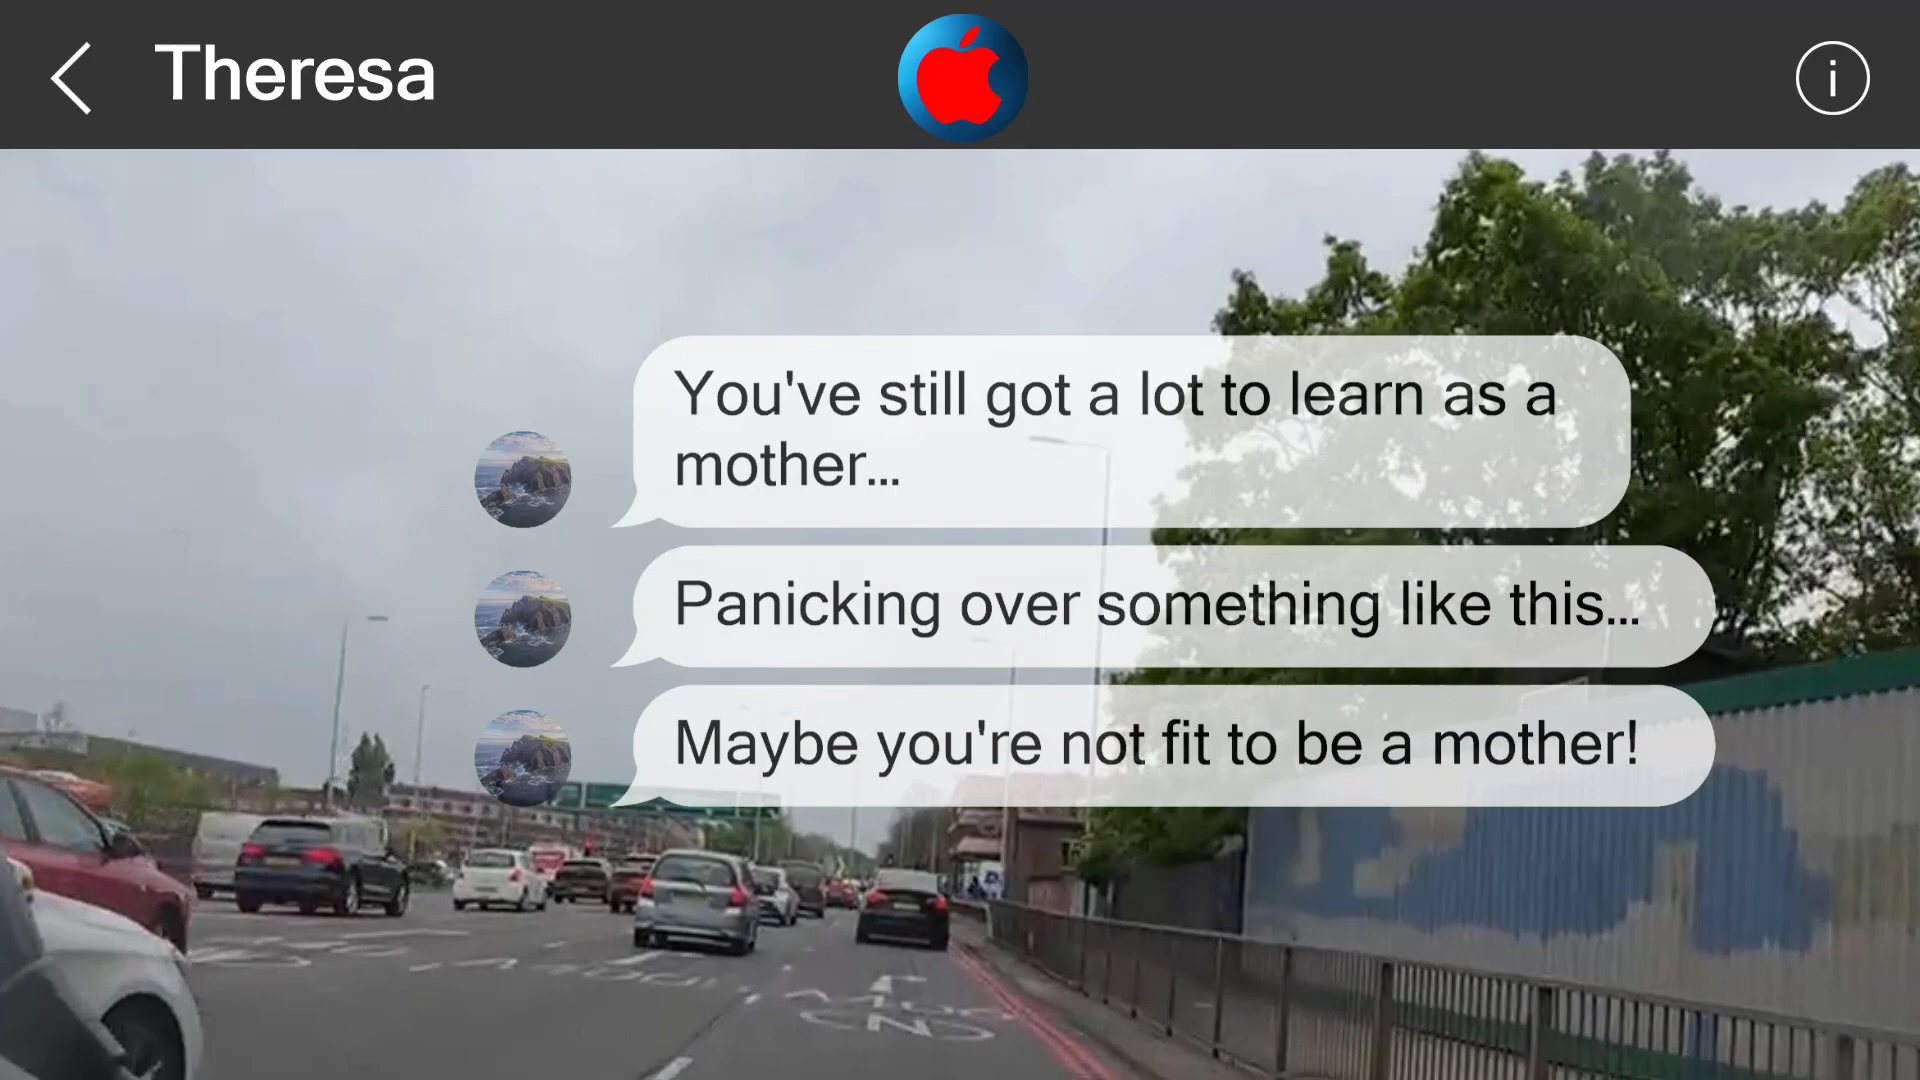 Theresa
You've still got a lot to learn as a
mother...
Panicking over something like this...
Maybe you're not fit to be a mother!